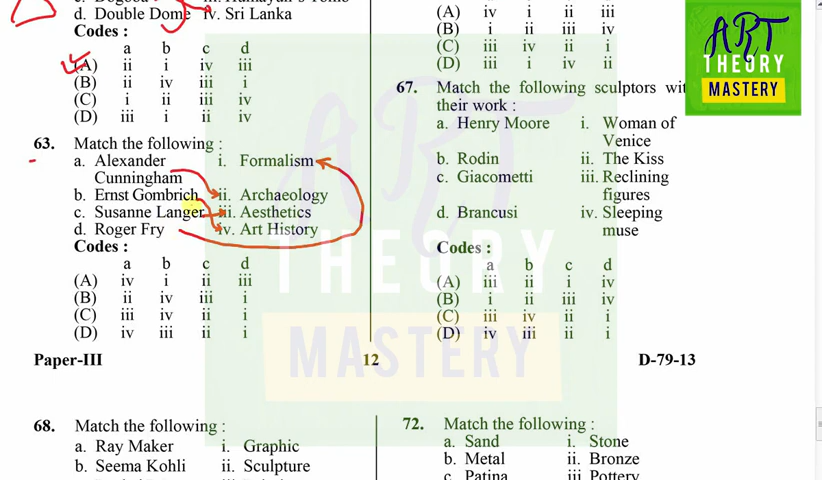 d. Double Dome iv. Sri Lanka
Codes :
a b c d
(A) ii i iv iii
(B) ii iv iii i
(C) i ii iii iv
(D) iii i ii iv
63. Match the following :
a. Alexander Cunningham i. Formalism
b. Ernst Gombrich ii. Archaeology
c. Susanne Langer iii. Aesthetics
d. Roger Fry iv. Art History
Codes :
a b c d
(A) iv i ii iii
(B) ii iv iii i
(C) iii iv ii i
(D) iv iii ii i
Paper-III
68. Match the following :
a. Ray Maker i. Graphic
b. Seema Kohli ii. Sculpture
(A) iv i ii iii
(B) i ii iii iv
(C) iii iv ii i
(D) iii i iv ii
67. Match the following sculptors
their work :
a. Henry Moore i. Woman of
Venice
b. Rodin ii. The Kiss
c. Giacometti iii. Reclining
figures
d. Brancusi iv. Sleeping
muse
Codes :
a b c d
(A) iii ii i iv
(B) i ii iii iv
(C) iii iv ii i
(D) iv iii ii i
12
D-79-13
72. Match the following :
a. Sand i. Stone
b. Metal ii. Bronze
c. Patina iii Pottery
ART
THEORY
MASTERY
THEORY
MASTERY